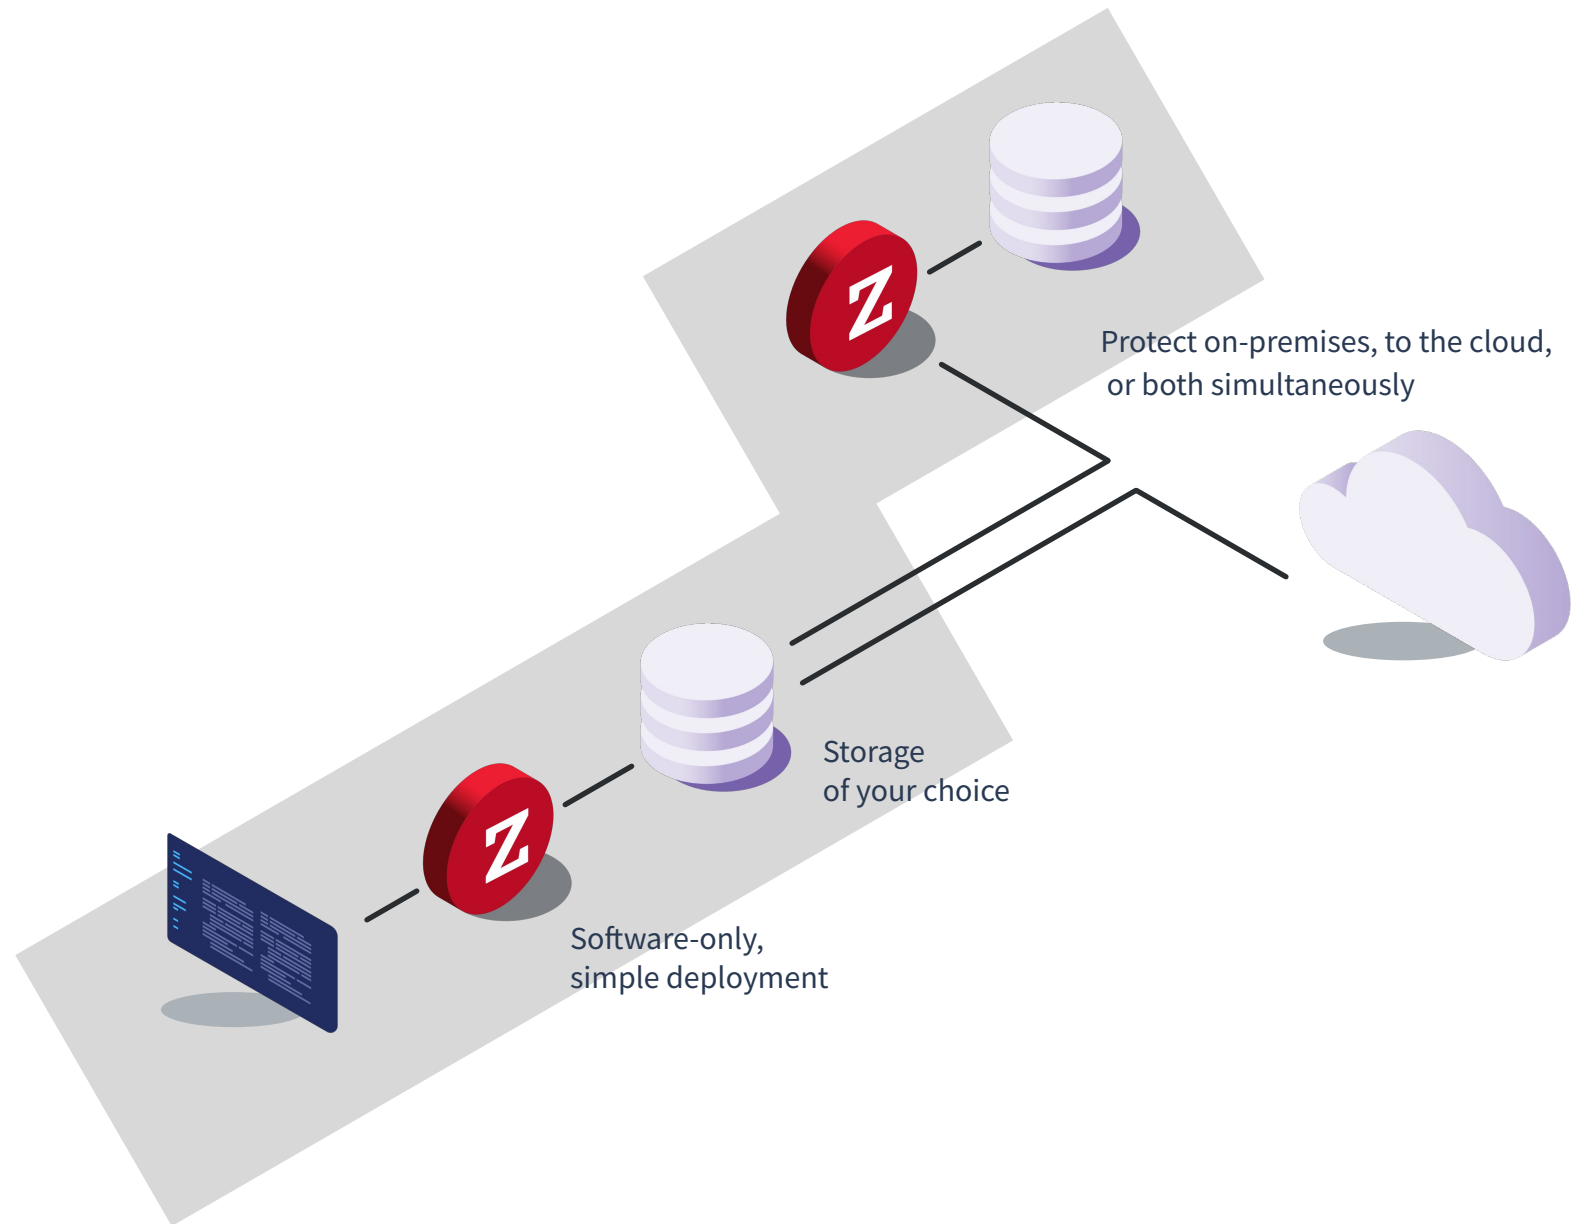 Z
Protect on-premises, to the cloud,
or both simultaneously
Storage
of your choice
Z
Software-only,
simple deployment